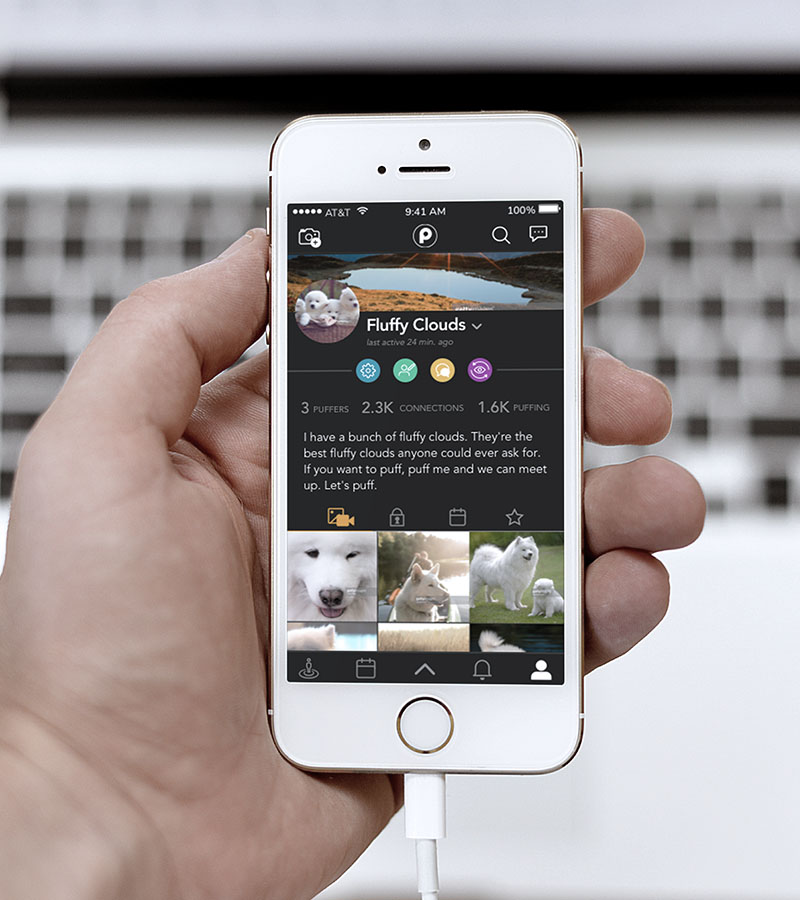 AT&T 9:41 AM 100%
P
Fluffy Clouds
last active 24 min. ago
3 PUFFERS 2.3K CONNECTIONS 1.6K PUFFING
I have a bunch of fluffy clouds. They're the
best fluffy clouds anyone could ever ask for.
If you want to puff, puff me and we can meet
up. Let's puff.